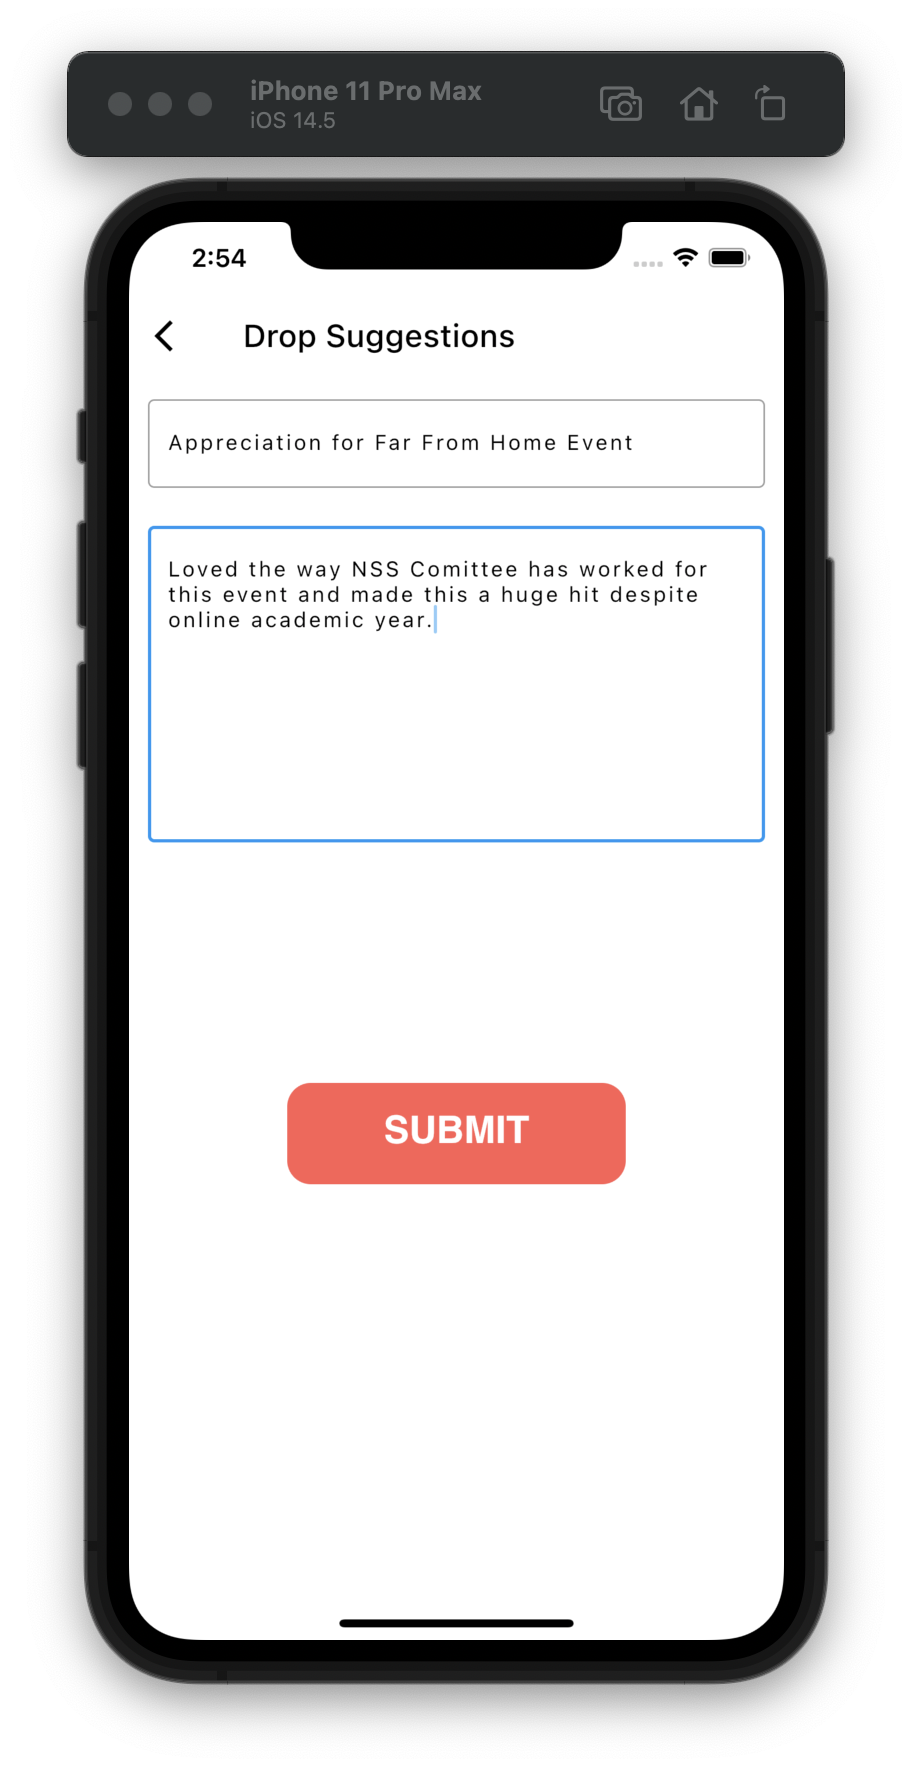 iPhone 11 Pro Max
iOS 14.5
2:54
Drop Suggestions
Appreciation for Far From Home Event
Loved the way NSS Comittee has worked for
this event and made this a huge hit despite
online academic year.
SUBMIT